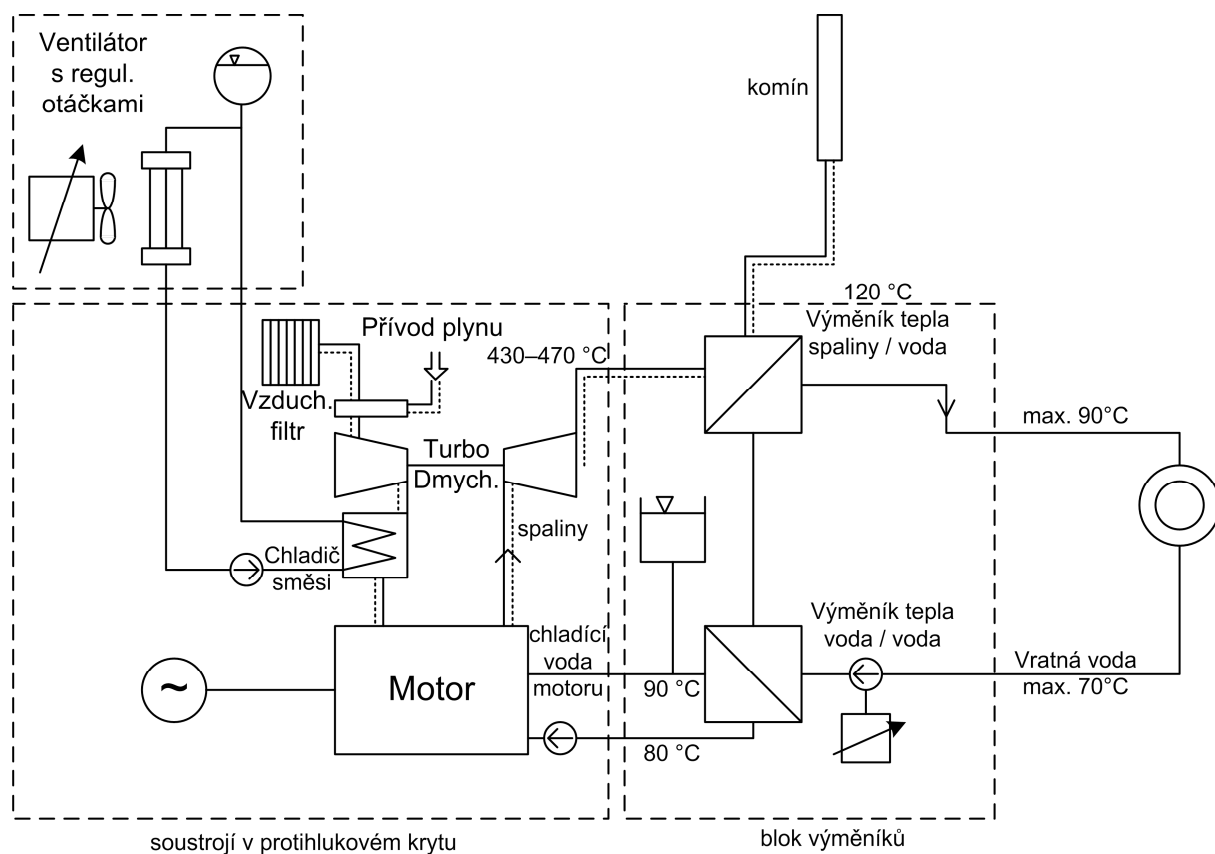 Ventilátor
s regul.
otáčkami
komín
120 °C
Výměník tepla
spaliny / voda
Přívod plynu
430–470 °C
Vzduch.
filtr
max. 90°C
Turbo
Dmych.
spaliny
Chladič
směsi
chladící
voda
motoru
Výměník tepla
voda / voda
Vratná voda
max. 70°C
90 °C
~
Motor
80 °C
soustrojí v protihlukovém krytu
blok výměníků